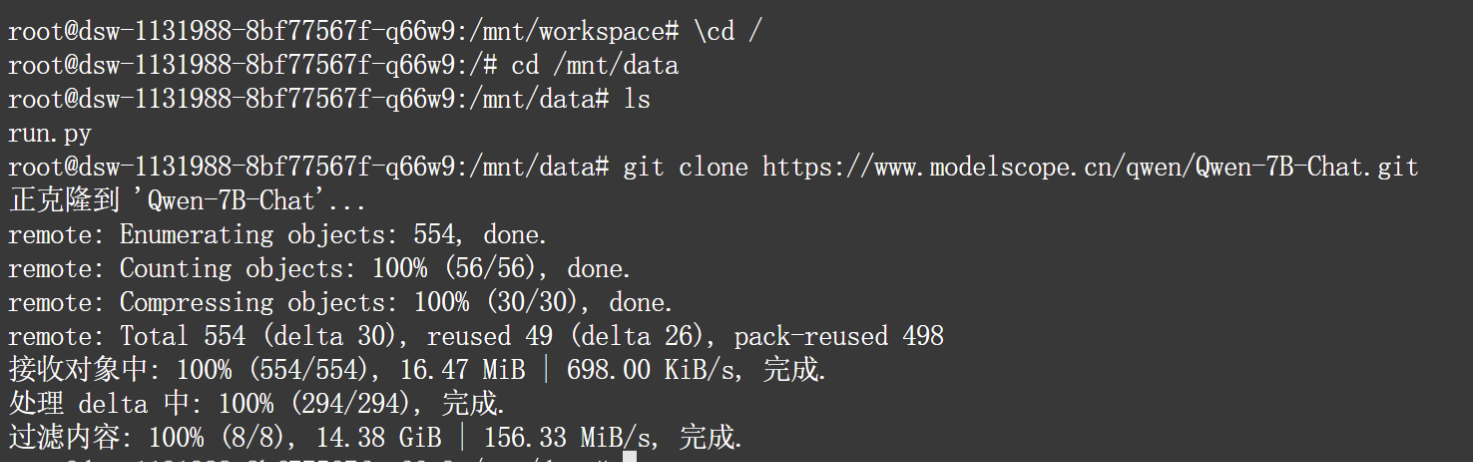 root@dsw-1131988-8bf77567f-q66w9:/mnt/workspace# \cd /
root@dsw-1131988-8bf77567f-q66w9:/# cd /mnt/data
root@dsw-1131988-8bf77567f-q66w9:/mnt/data# ls
run.py
root@dsw-1131988-8bf77567f-q66w9:/mnt/data# git clone https://www.modelscope.cn/qwen/Qwen-7B-Chat.git
正克隆到 'Qwen-7B-Chat'...
remote: Enumerating objects: 554, done.
remote: Counting objects: 100% (56/56), done.
remote: Compressing objects: 100% (30/30), done.
remote: Total 554 (delta 30), reused 49 (delta 26), pack-reused 498
接收对象中: 100% (554/554), 16.47 MiB | 698.00 KiB/s, 完成.
处理 delta 中: 100% (294/294), 完成.
过滤内容: 100% (8/8), 14.38 GiB | 156.33 MiB/s, 完成.